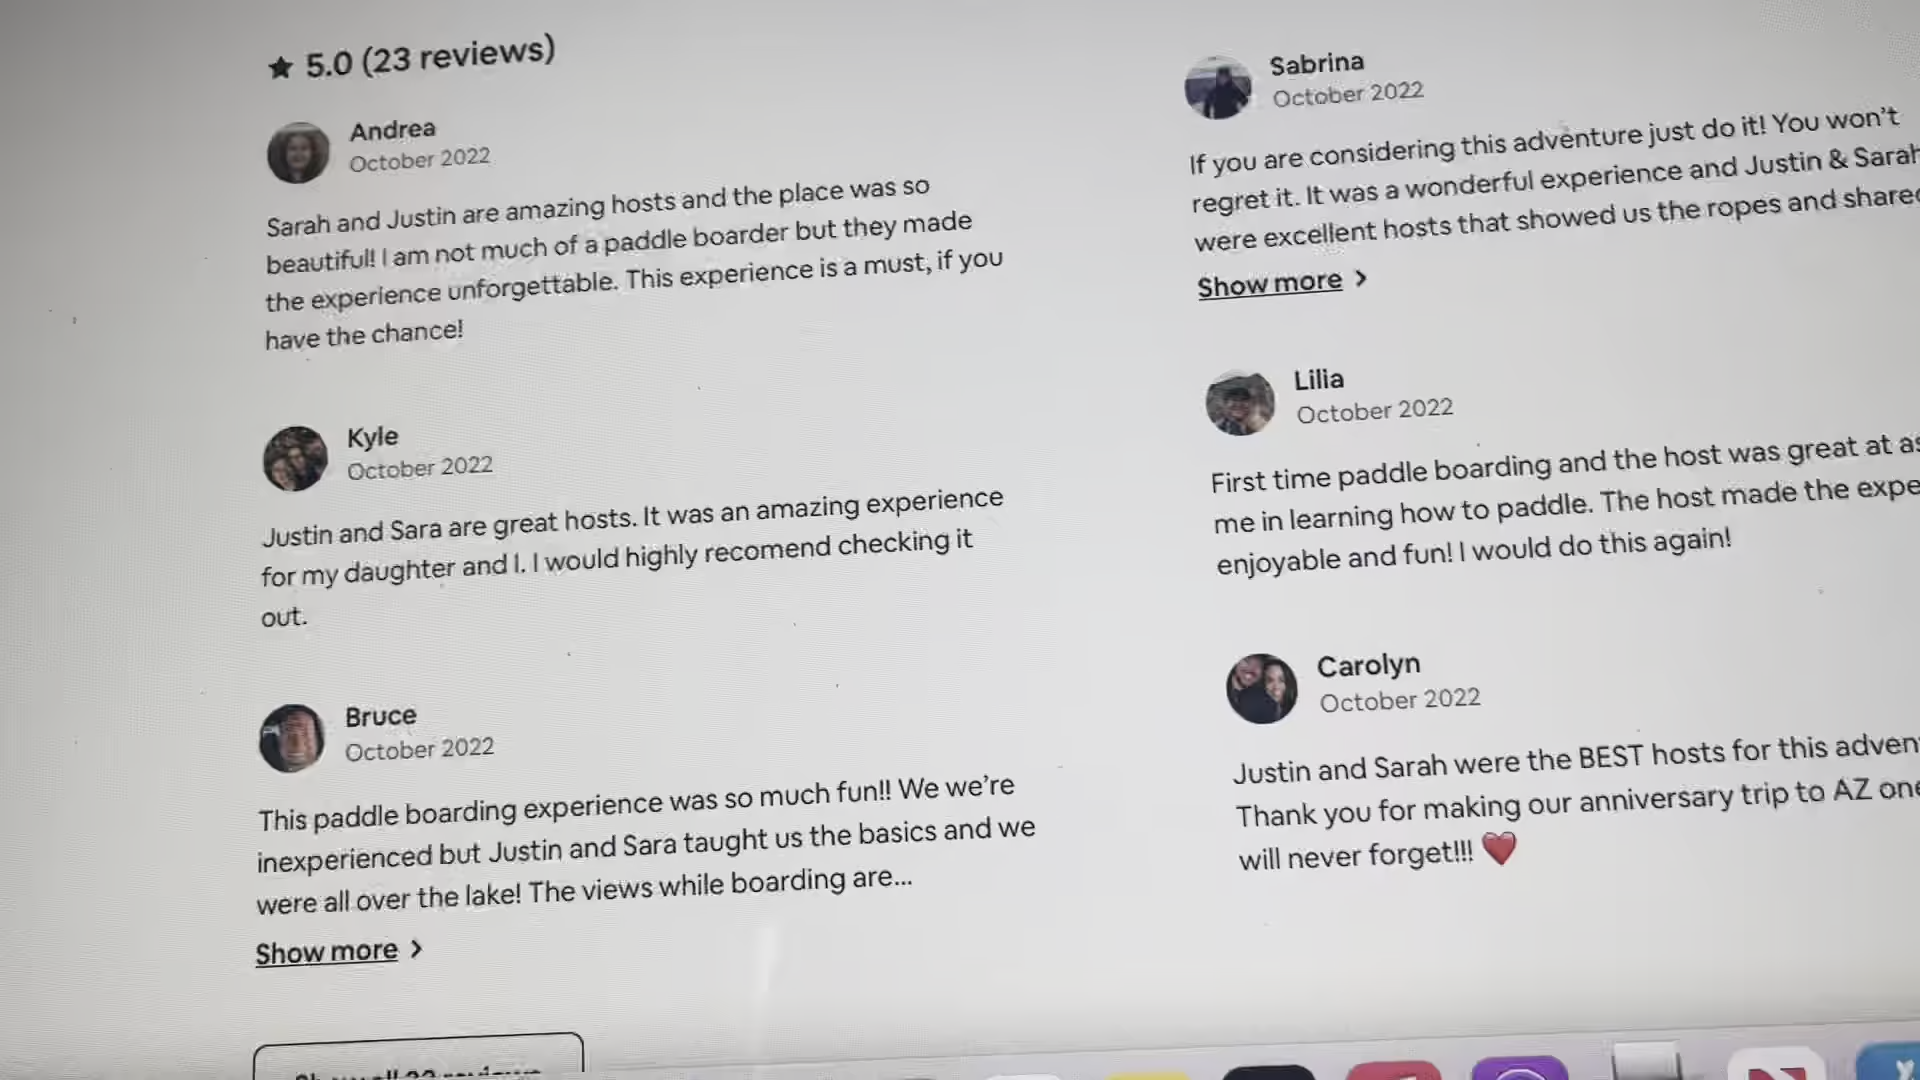 ★ 5.0 (23 reviews)
Andrea
October 2022
Sarah and Justin are amazing hosts and the place was so
beautiful! I am not much of a paddle boarder but they made
the experience unforgettable. This experience is a must, if you
have the chance!
Kyle
October 2022
Justin and Sara are great hosts. It was an amazing experience
for my daughter and I. I would highly recomend checking it
out.
Bruce
October 2022
This paddle boarding experience was so much fun!! We we're
inexperienced but Justin and Sara taught us the basics and we
were all over the lake! The views while boarding are...
Show more >
Sabrina
October 2022
If you are considering this adventure just do it! You won't
regret it. It was a wonderful experience and Justin & Sarah
were excellent hosts that showed us the ropes and shared
Show more >
Lilia
October 2022
First time paddle boarding and the host was great at
me in learning how to paddle. The host made the
enjoyable and fun! I would do this again!
Carolyn
October 2022
Justin and Sarah were the BEST hosts for this
Thank you for making our anniversary trip to AZ
will never forget!!! ❤️